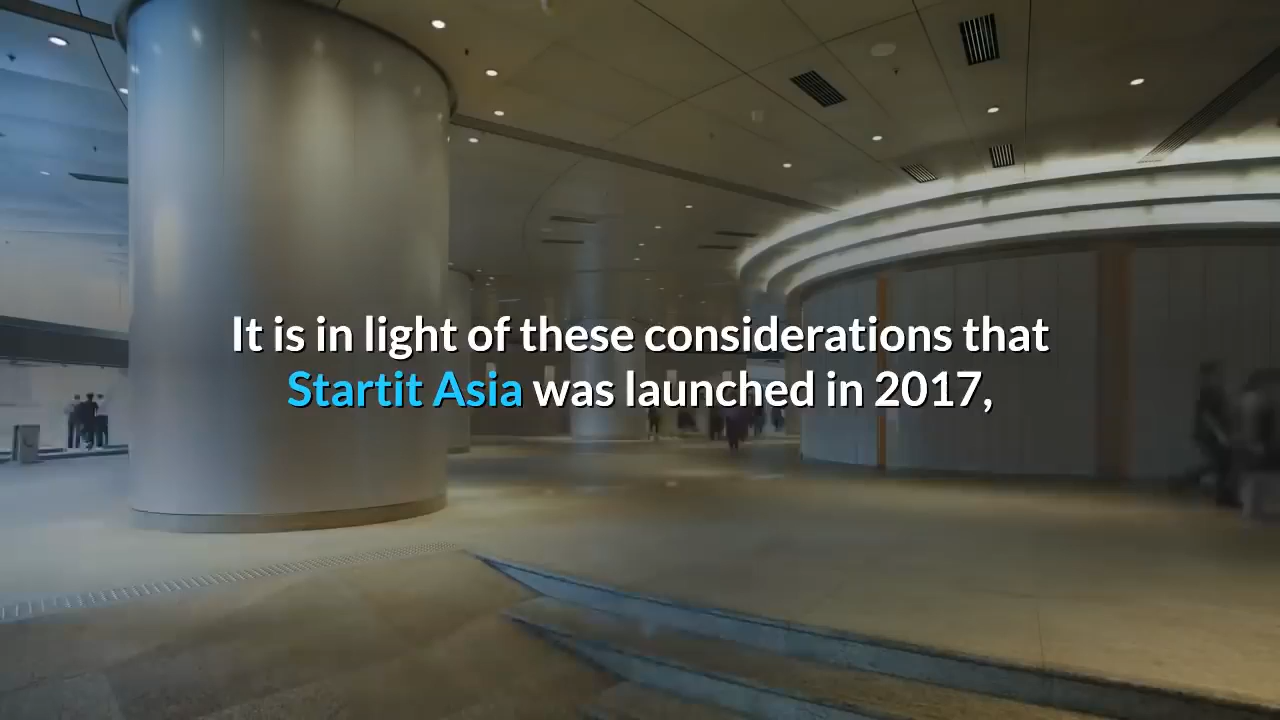 It is in light of these considerations that
Startit Asia was launched in 2017,